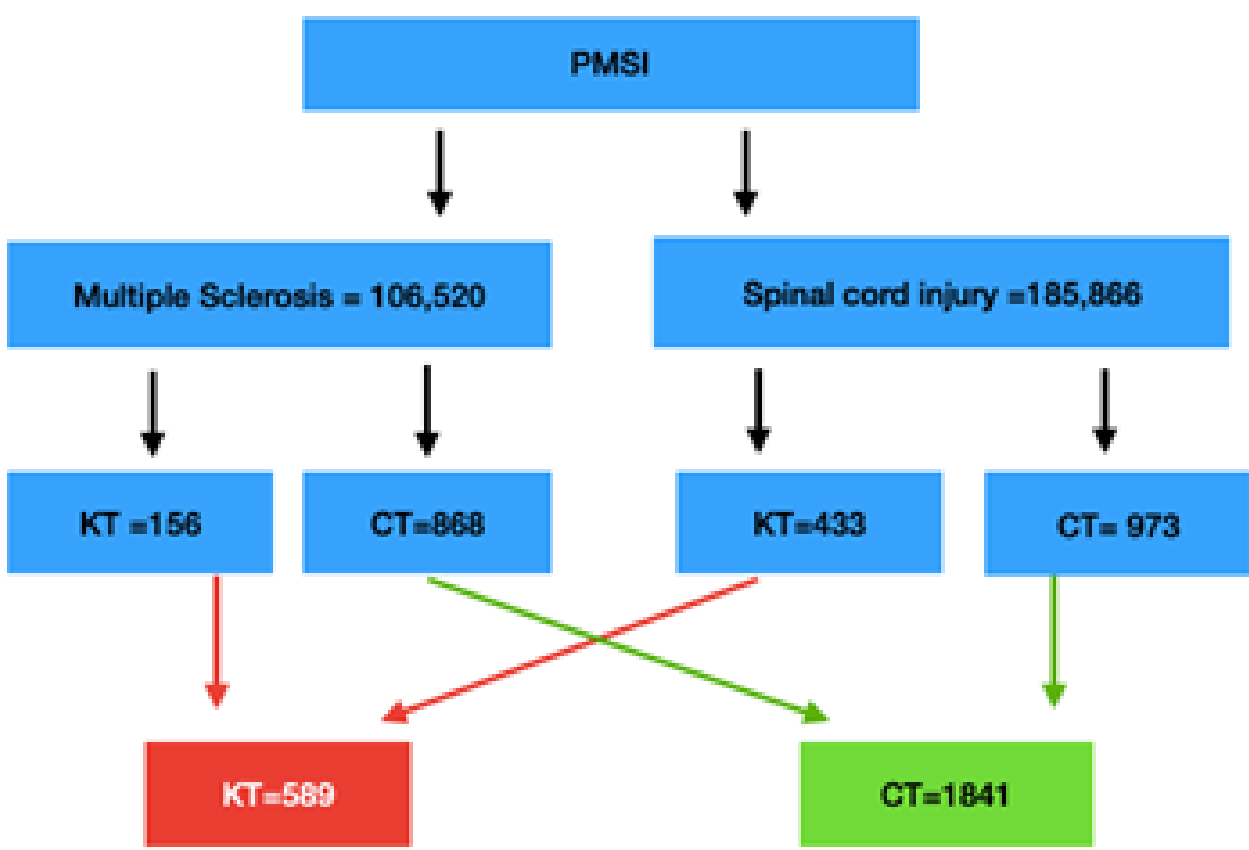 PMSI
Multiple Sclerosis = 106,520
Spinal cord injury =185,866
KT =156
CT=868
KT=433
CT= 973
KT=589
CT=1841